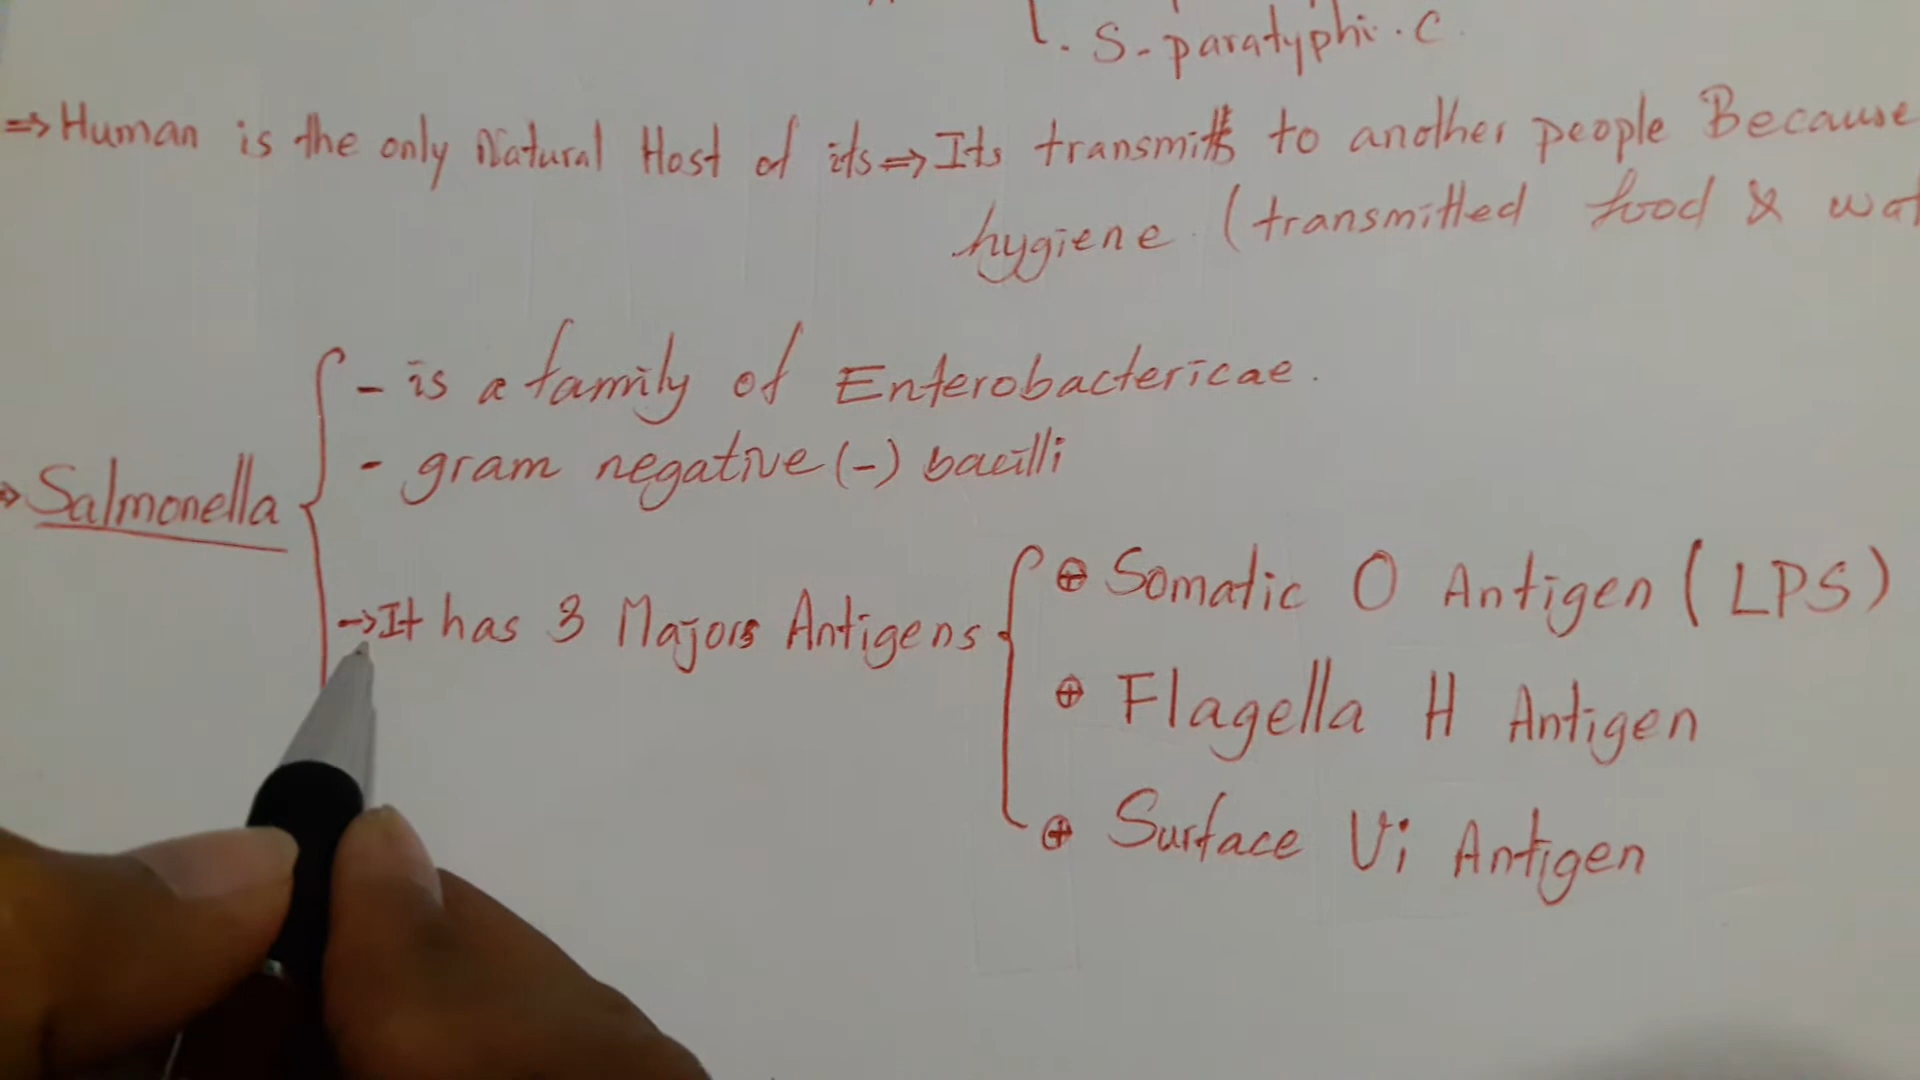 . S-paratyphi.C.
⇒ Human is the only Natural Host of its ⇒ Its transmitts to another people Because
hygiene. (transmitted food & wat
- is a family of Enterobactericae.
- gram negative (-) bacilli
⇒ Salmonella
→ It has 3 Majors Antigens
⊕ Somatic O Antigen (LPS)
⊕ Flagella H Antigen
⊕ Surface Vi Antigen